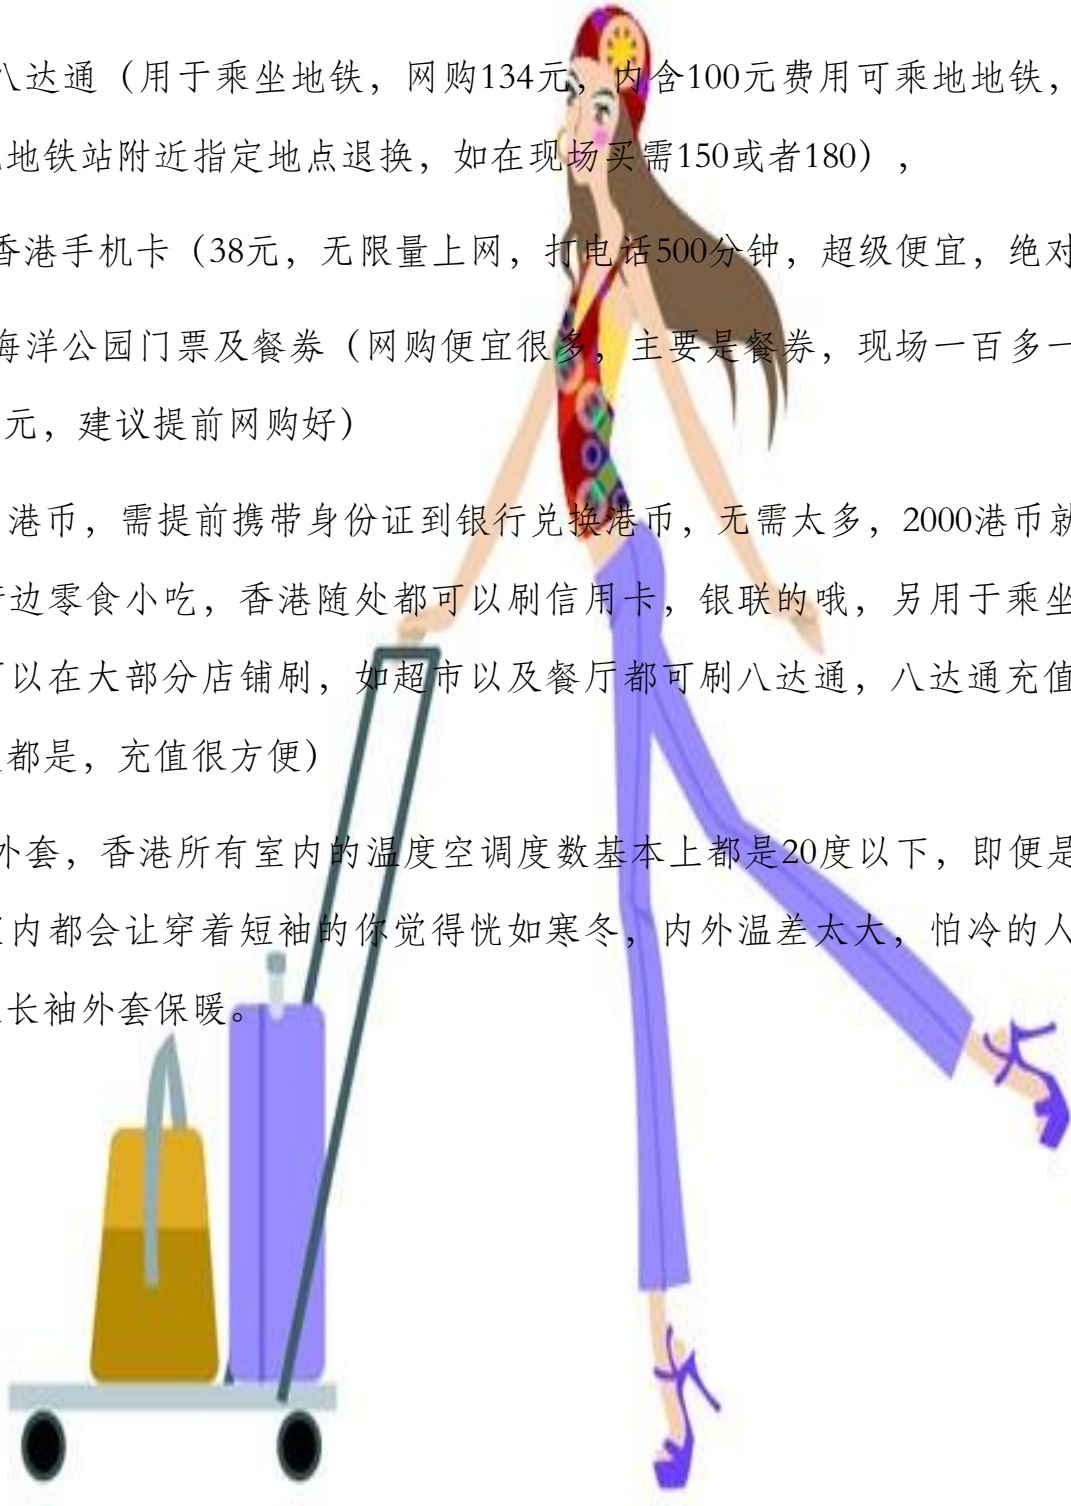 八达通（用于乘坐地铁，网购134元，内含100元费用可乘地地铁，
地铁站附近指定地点退换，如在现场买需150或者180），
香港手机卡（38元，无限量上网，打电话500分钟，超级便宜，绝对
海洋公园门票及餐券（网购便宜很多，主要是餐券，现场一百多一
元，建议提前网购好）
港币，需提前携带身份证到银行兑换港币，无需太多，2000港币就
边零食小吃，香港随处都可以刷信用卡，银联的哦，另用于乘坐
可以在大部分店铺刷，如超市以及餐厅都可刷八达通，八达通充值
都是，充值很方便）
外套，香港所有室内的温度空调度数基本上都是20度以下，即便是
内都会让穿着短袖的你觉得恍如寒冬，内外温差太大，怕冷的人
长袖外套保暖。